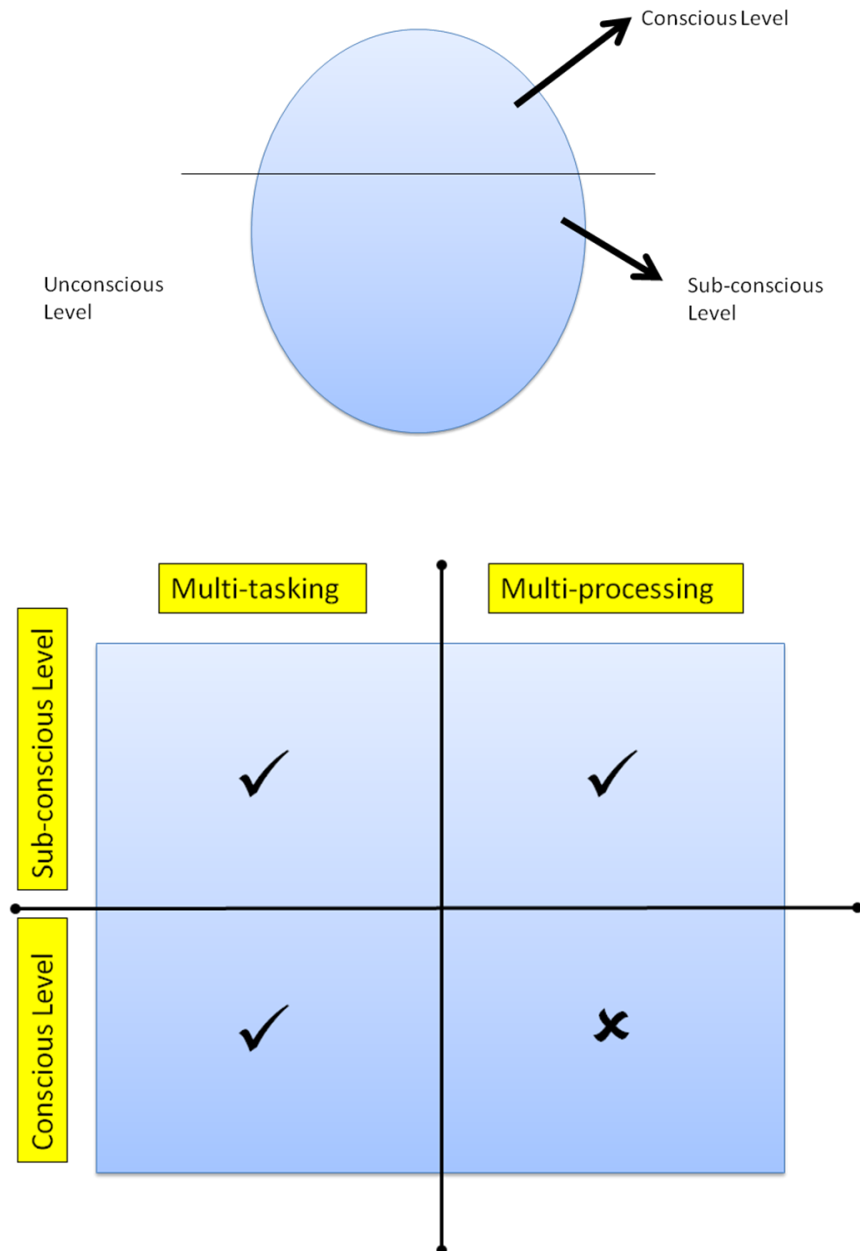 Conscious Level
Unconscious
Level
Sub-conscious
Level
Multi-tasking
Multi-processing
Sub-conscious Level
Conscious Level